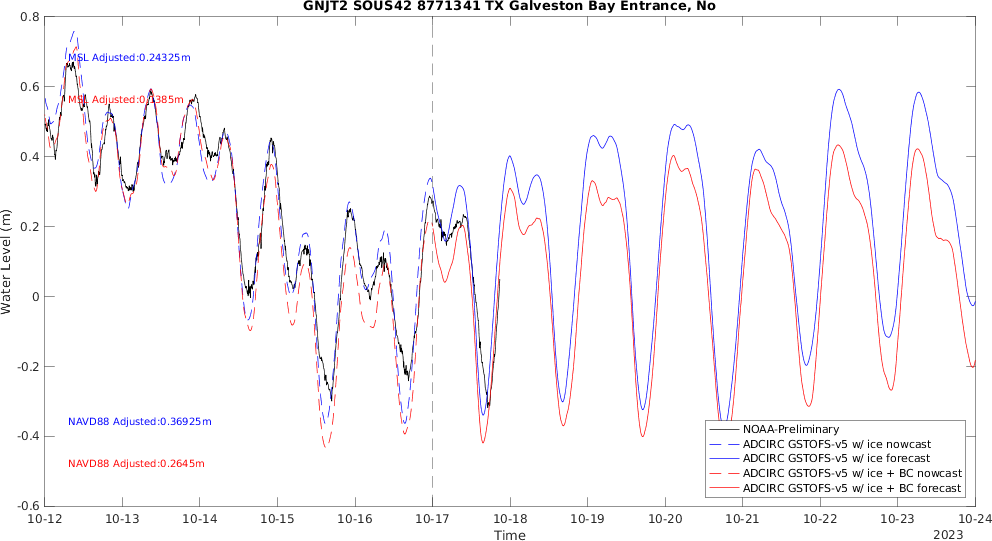 GNJT2 SOUS42 8771341 TX Galveston Bay Entrance, No
Water Level (m)
0.8
0.6
0.4
0.2
0
-0.2
-0.4
-0.6
MSL Adjusted:0.24325m
MSL
NAVD88 Adjusted:0.36925m
NAVD88 Adjusted:0.2645m
NOAA-Preliminary
ADCIRC GSTOFS-v5 w/ ice nowcast
ADCIRC GSTOFS-v5 w/ ice forecast
ADCIRC GSTOFS-v5 w/ ice + BC nowcast
ADCIRC GSTOFS-v5 w/ ice + BC forecast
10-12 10-13 10-14 10-15 10-16 10-17 10-18 10-19 10-20 10-21 10-22 10-23 10-24
Time
2023